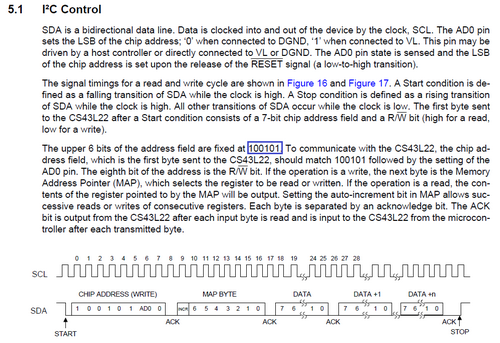 5.1 I²C Control
SDA is a bidirectional data line. Data is clocked into and out of the device by the clock, SCL. The AD0 pin
sets the LSB of the chip address; ‘0’ when connected to DGND, ‘1’ when connected to VL. This pin may be
driven by a host controller or directly connected to VL or DGND. The AD0 pin state is sensed and the LSB
of the chip address is set upon the release of the RESET signal (a low-to-high transition).
The signal timings for a read and write cycle are shown in Figure 16 and Figure 17. A Start condition is de-
fined as a falling transition of SDA while the clock is high. A Stop condition is defined as a rising transition
of SDA while the clock is high. All other transitions of SDA occur while the clock is low. The first byte sent
to the CS43L22 after a Start condition consists of a 7-bit chip address field and a R/W bit (high for a read,
low for a write).
The upper 6 bits of the address field are fixed at 100101. To communicate with the CS43L22, the chip ad-
dress field, which is the first byte sent to the CS43L22, should match 100101 followed by the setting of the
AD0 pin. The eighth bit of the address is the R/W bit. If the operation is a write, the next byte is the Memory
Address Pointer (MAP), which selects the register to be read or written. If the operation is a read, the con-
tents of the register pointed to by the MAP will be output. Setting the auto-increment bit in MAP allows suc-
cessive reads or writes of consecutive registers. Each byte is separated by an acknowledge bit. The ACK
bit is output from the CS43L22 after each input byte is read and is input to the CS43L22 from the microcon-
troller after each transmitted byte.
0 1 2 3 4 5 6 7 8 9 10 11 12 13 14 15 16 17 18 19 24 25 26 27 28
SCL
CHIP ADDRESS (WRITE) MAP BYTE DATA DATA +1 DATA +n
SDA 1 0 0 1 0 1 AD0 0 INCR 6 5 4 3 2 1 0 7 6 1 0 7 6 1 0 7 6 1 0
ACK ACK ACK ACK ACK
START STOP